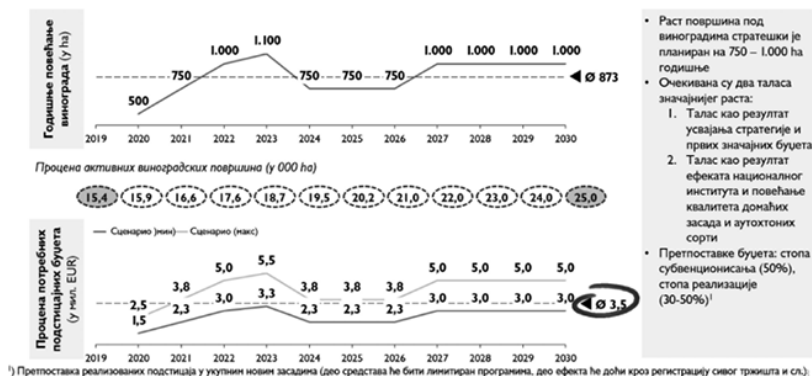 Годишње повећање
винограда (у ha)
500
750
1.000
1.100
750
750
750
1.000
1.000
1.000
1.000
Ø 873
2019 2020 2021 2022 2023 2024 2025 2026 2027 2028 2029 2030
Процена активних виноградских површина (у 000 ha)
15,4 15,9 16,6 17,6 18,7 19,5 20,2 21,0 22,0 23,0 24,0 25,0
Процена потребних
подстицајних буџета
(у мил. EUR)
Сценарио )мин) Сценарио (макс)
2,5 3,8 5,0 5,5 3,8 3,8 3,8 5,0 5,0 5,0 5,0
1,5 2,3 3,0 3,3 2,3 2,3 2,3 3,0 3,0 3,0 3,0
Ø 3,5
2019 2020 2021 2022 2023 2024 2025 2026 2027 2028 2029 2030
• Раст површина под
виноградима стратешки је
планиран на 750 – 1.000 ha
годишње
• Очекивана су два таласа
значајнијег раста:
1. Талас као резултат
усвајања стратегије и
првих значајних буџета
2. Талас као резултат
ефеката националног
института и повећање
квалитета домаћих
засада и аутохтоних
сорти
• Претпоставке буџета: стопа
субвенционисања (50%),
стопа реализације
(30-50%)¹
¹) Претпоставка реализованих подстицаја у укупним новим засадима (део средстава ће бити лимитиран програмима, део ефекта ће доћи кроз регистрацију сивог тржишта и сл.)